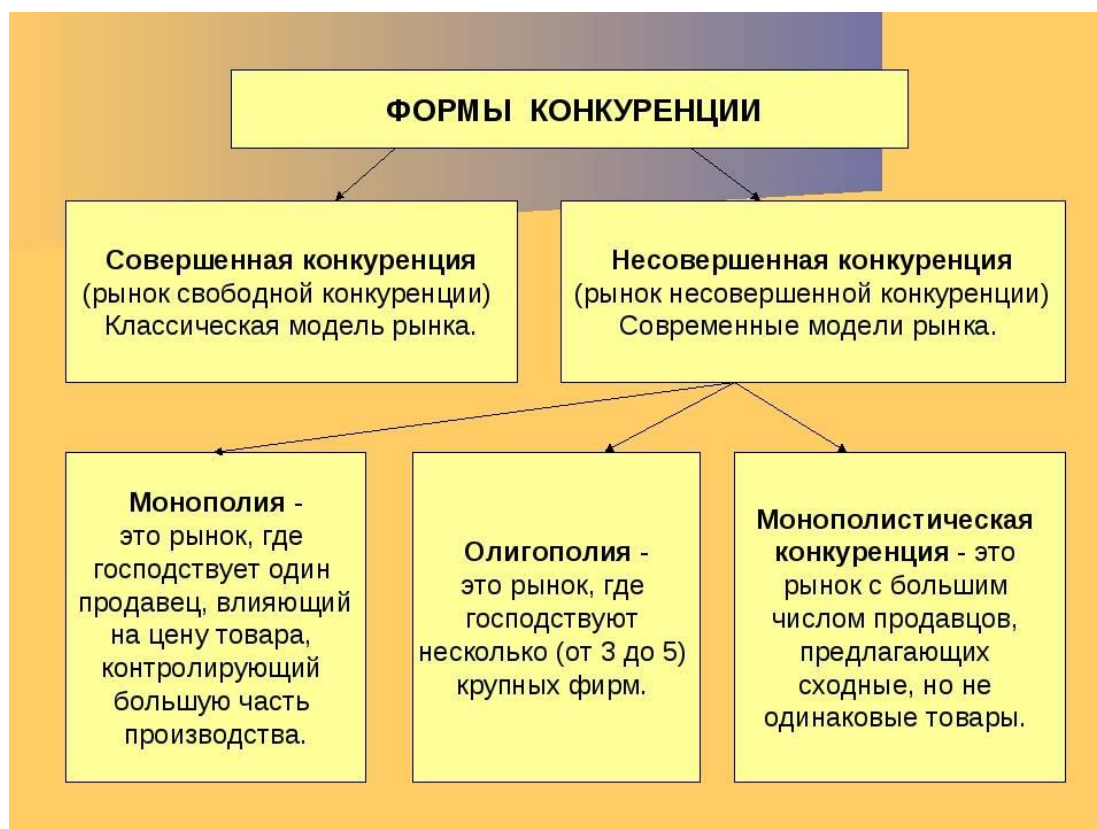 ФОРМЫ КОНКУРЕНЦИИ
Совершенная конкуренция
(рынок свободной конкуренции)
Классическая модель рынка.
Несовершенная конкуренция
(рынок несовершенной конкуренции)
Современные модели рынка.
Монополия -
это рынок, где
господствует один
продавец, влияющий
на цену товара,
контролирующий
большую часть
производства.
Олигополия -
это рынок, где
господствуют
несколько (от 3 до 5)
крупных фирм.
Монополистическая
конкуренция - это
рынок с большим
числом продавцов,
предлагающих
сходные, но не
одинаковые товары.